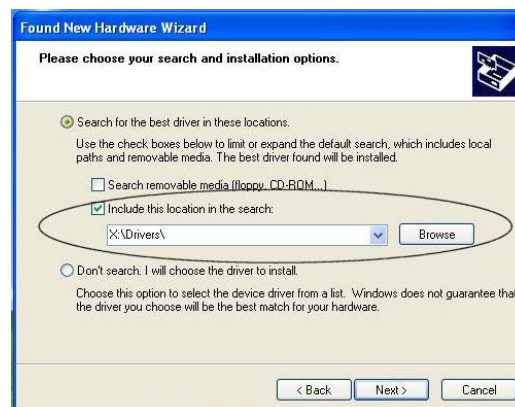 Found New Hardware Wizard
Please choose your search and installation options.
Search for the best driver in these locations.
Use the check boxes below to limit or expand the default search, which includes local
paths and removable media. The best driver found will be installed.
Search removable media (floppy, CD-ROM...)
Include this location in the search:
X:\Drivers\
Browse
Don't search. I will choose the driver to install.
Choose this option to select the device driver from a list. Windows does not guarantee that
the driver you choose will be the best match for your hardware.
< Back
Next >
Cancel